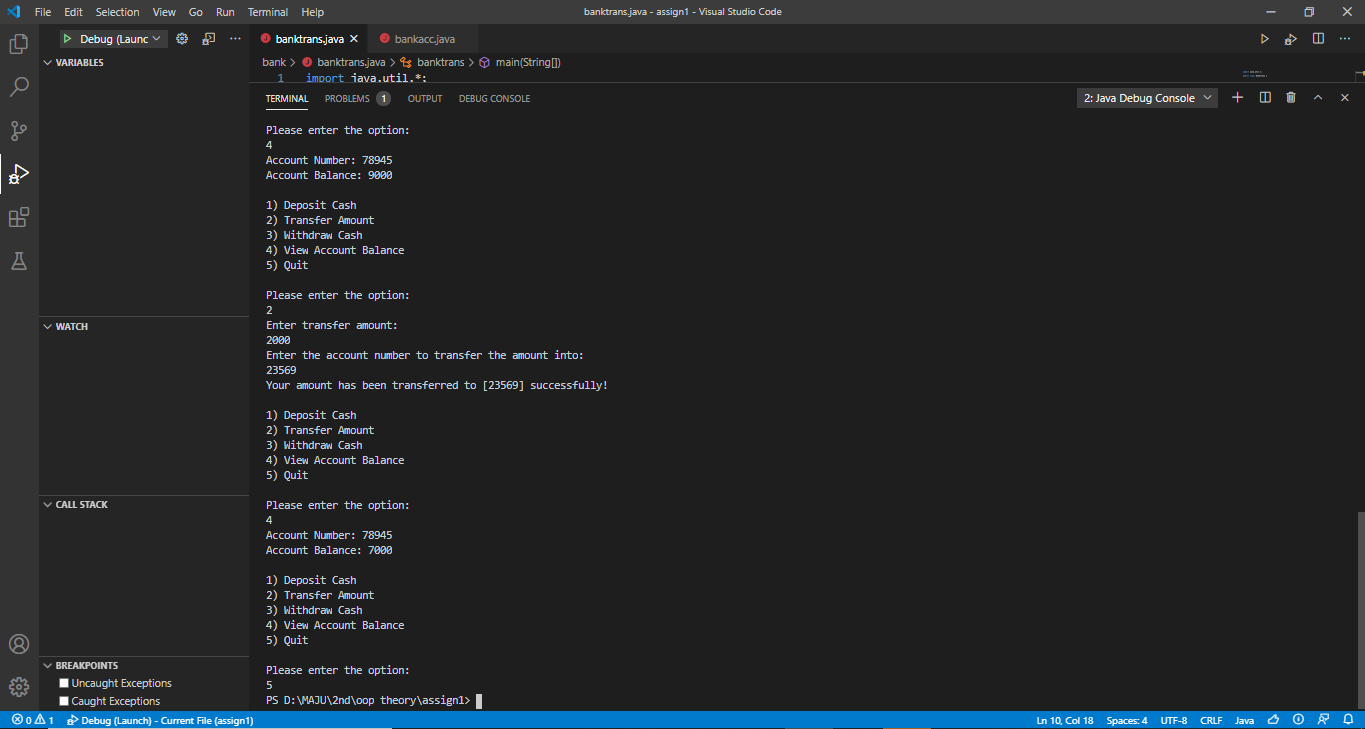 File Edit Selection View Go Run Terminal Help
banktrans.java - assign1 - Visual Studio Code
Debug (Launc
banktrans.java
bankacc.java
VARIABLES
bank > banktrans.java > banktrans > main(String[])
1 import java.util.*;
TERMINAL PROBLEMS 1 OUTPUT DEBUG CONSOLE
2: Java Debug Console
Please enter the option:
4
Account Number: 78945
Account Balance: 9000
1) Deposit Cash
2) Transfer Amount
3) Withdraw Cash
4) View Account Balance
5) Quit
Please enter the option:
2
Enter transfer amount:
2000
Enter the account number to transfer the amount into:
23569
Your amount has been transferred to [23569] successfully!
1) Deposit Cash
2) Transfer Amount
3) Withdraw Cash
4) View Account Balance
5) Quit
Please enter the option:
4
Account Number: 78945
Account Balance: 7000
1) Deposit Cash
2) Transfer Amount
3) Withdraw Cash
4) View Account Balance
5) Quit
Please enter the option:
5
PS D:\MAJU\2nd\oop theory\assign1>
WATCH
CALL STACK
BREAKPOINTS
Uncaught Exceptions
Caught Exceptions
0 1 Debug (Launch) - Current File (assign1)
Ln 10, Col 18 Spaces: 4 UTF-8 CRLF Java